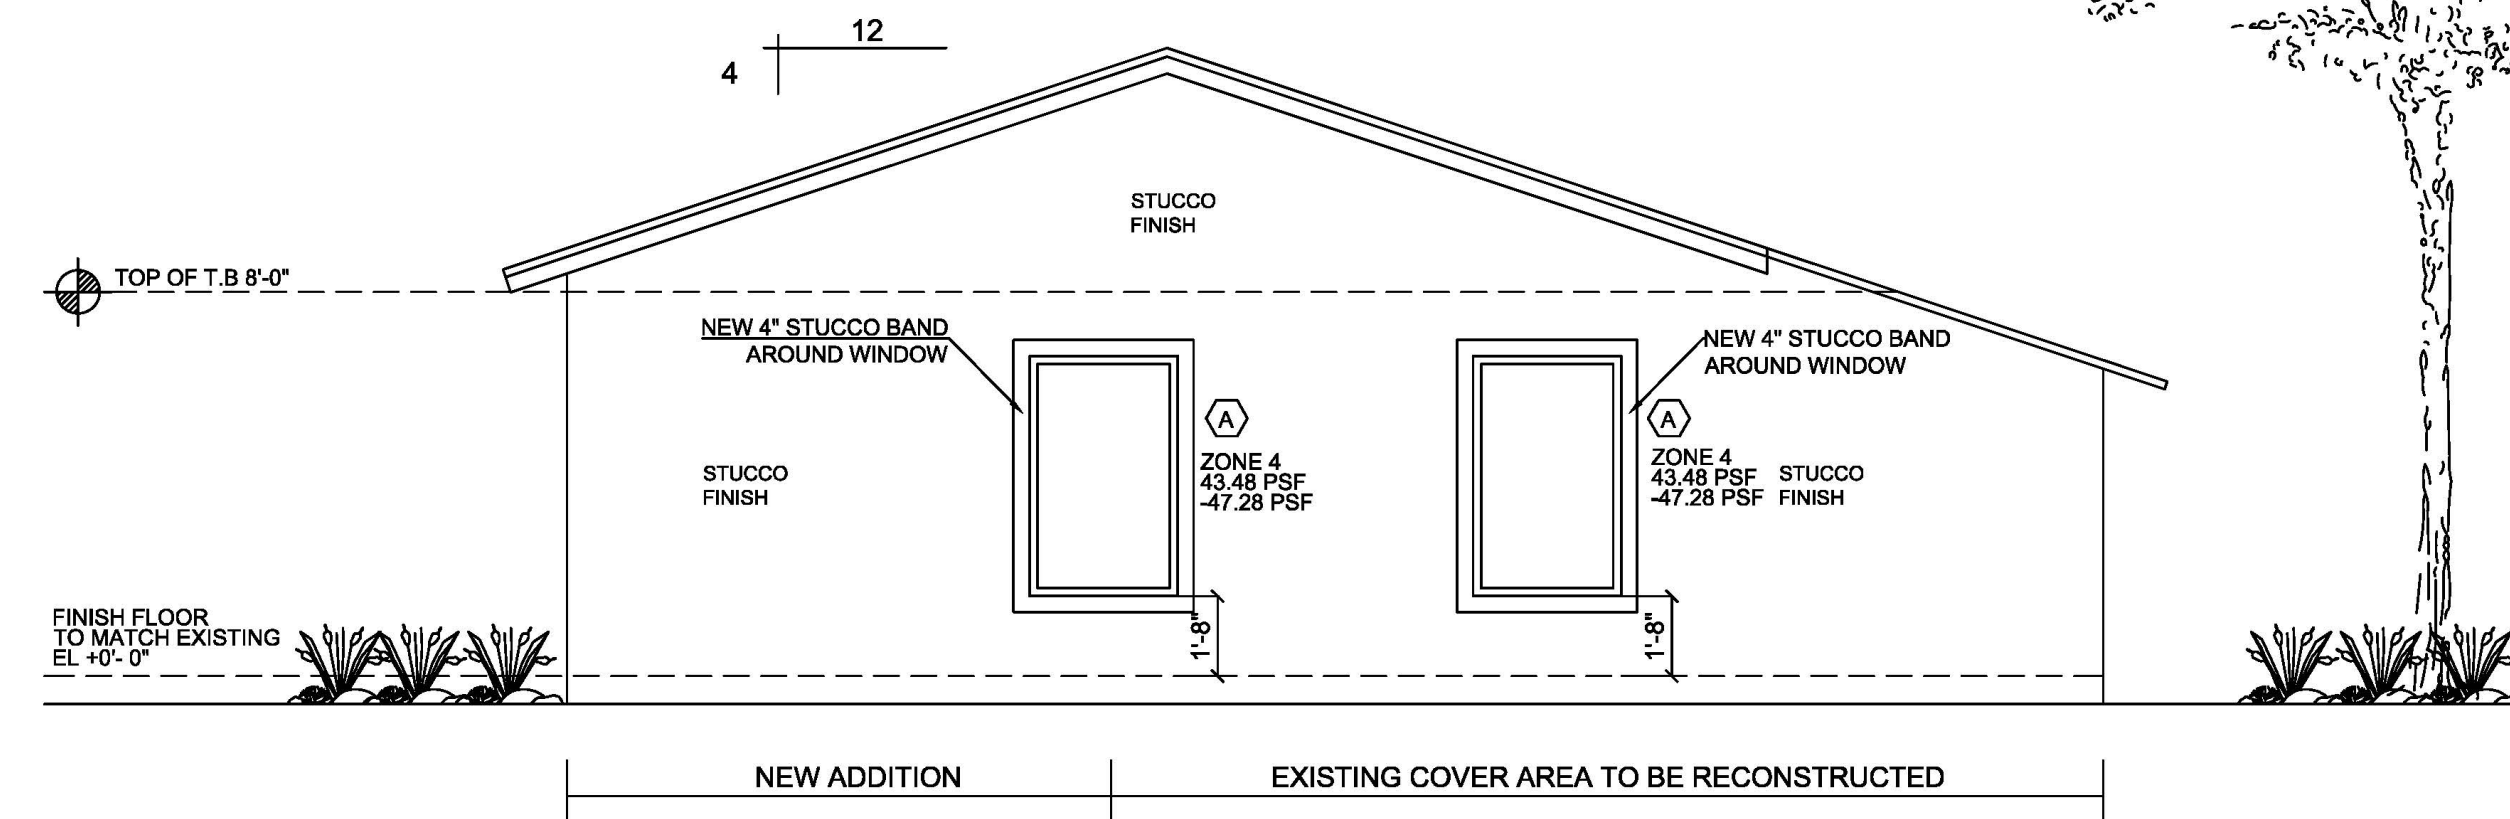 12
4
STUCCO
FINISH
TOP OF T.B 8'-0"
NEW 4" STUCCO BAND
AROUND WINDOW
NEW 4" STUCCO BAND
AROUND WINDOW
A
ZONE 4
43.48 PSF
-47.28 PSF
A
ZONE 4
43.48 PSF
-47.28 PSF
STUCCO
FINISH
STUCCO
FINISH
1'-8"
1'-8"
FINISH FLOOR
TO MATCH EXISTING
EL +0'- 0"
NEW ADDITION
EXISTING COVER AREA TO BE RECONSTRUCTED